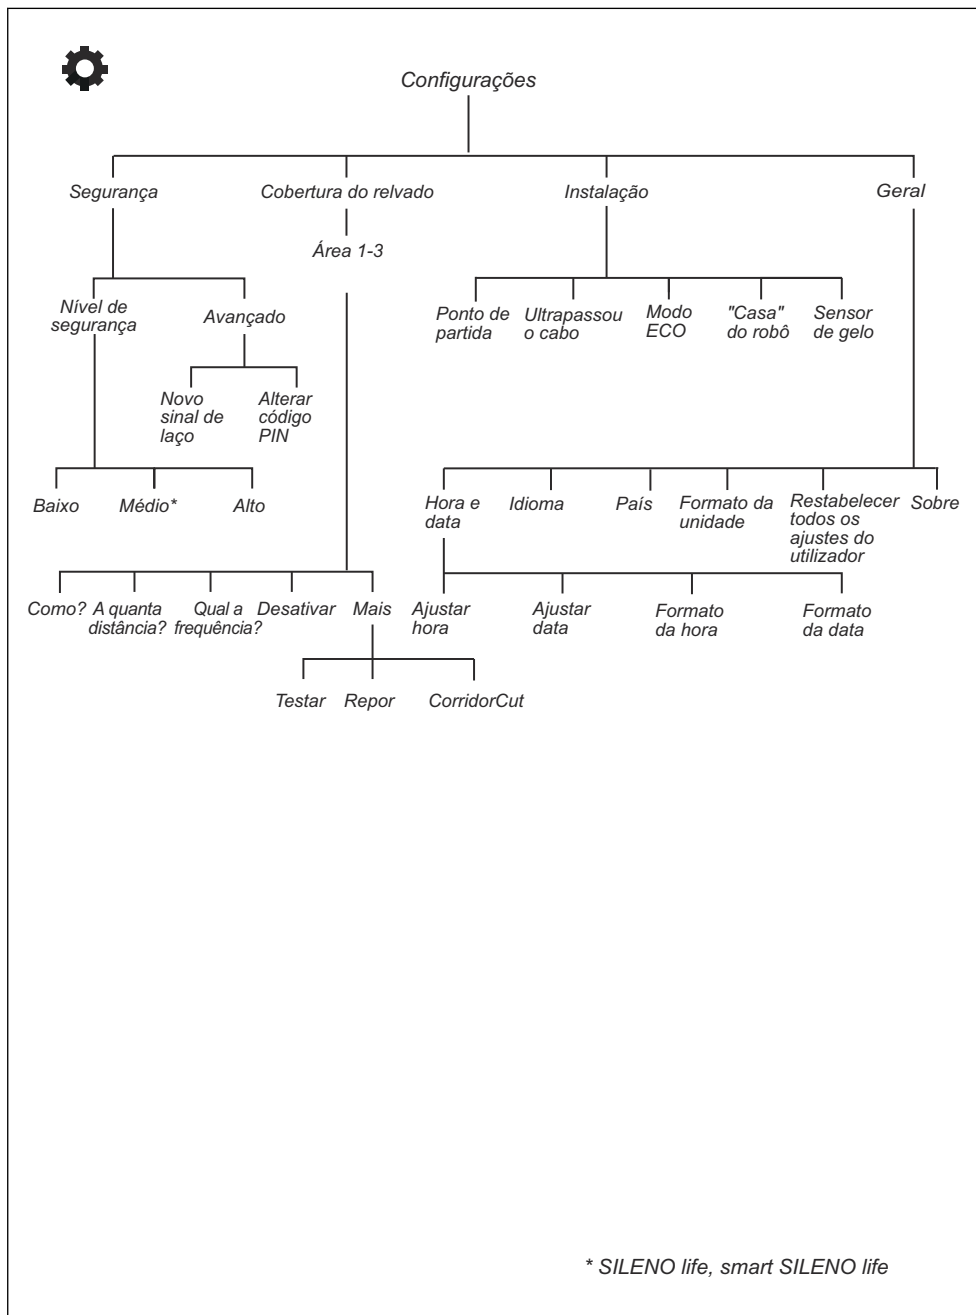 Configurações
Segurança
Cobertura do relvado
Instalação
Geral
Área 1-3
Nível de
segurança
Avançado
Ponto de
partida
Ultrapassou
o cabo
Modo
ECO
"Casa"
do robô
Sensor
de gelo
Novo
sinal de
laço
Alterar
código
PIN
Baixo
Médio*
Alto
Hora e
data
Idioma
País
Formato da
unidade
Restabelecer
todos os
ajustes do
utilizador
Sobre
Como?
A quanta
distância?
Qual a
frequência?
Desativar
Mais
Ajustar
hora
Ajustar
data
Formato
da hora
Formato
da data
Testar
Repor
CorridorCut
* SILENO life, smart SILENO life